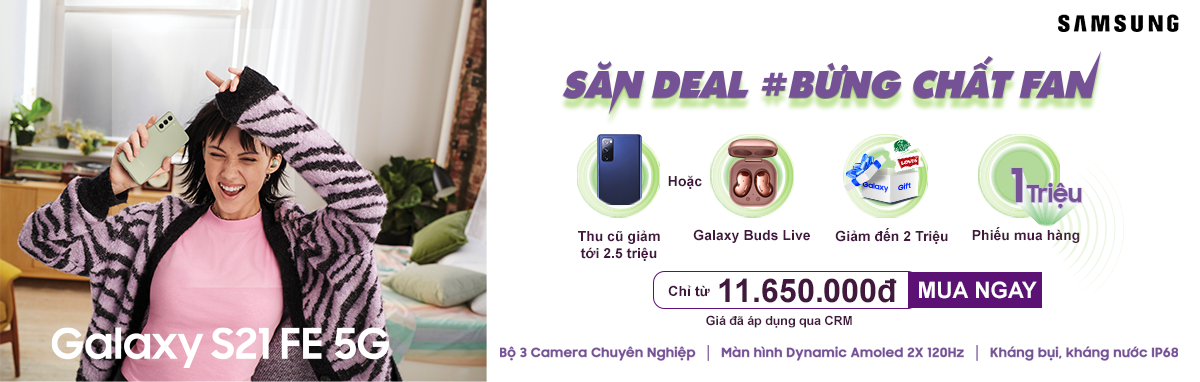 SAMSUNG
SĂN DEAL #BỪNG CHẤT FAN
Hoặc
LEVI'S
Galaxy
Gift
1 Triệu
Thu cũ giảm
tới 2.5 triệu
Galaxy Buds Live
Giảm đến 2 Triệu
Phiếu mua hàng
Chỉ từ 11.650.000đ MUA NGAY
Giá đã áp dụng qua CRM
Galaxy S21 FE 5G
Bộ 3 Camera Chuyên Nghiệp | Màn hình Dynamic Amoled 2X 120Hz | Kháng bụi, kháng nước IP68